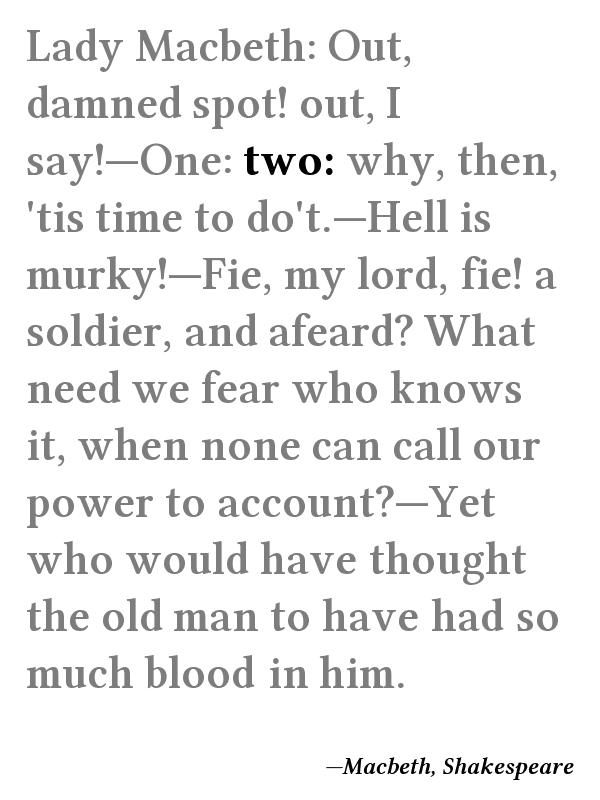 Lady Macbeth: Out,
damned spot! out, I
say!—One: two: why, then,
'tis time to do't.—Hell is
murky!—Fie, my lord, fie! a
soldier, and afeard? What
need we fear who knows
it, when none can call our
power to account?—Yet
who would have thought
the old man to have had so
much blood in him.
—Macbeth, Shakespeare